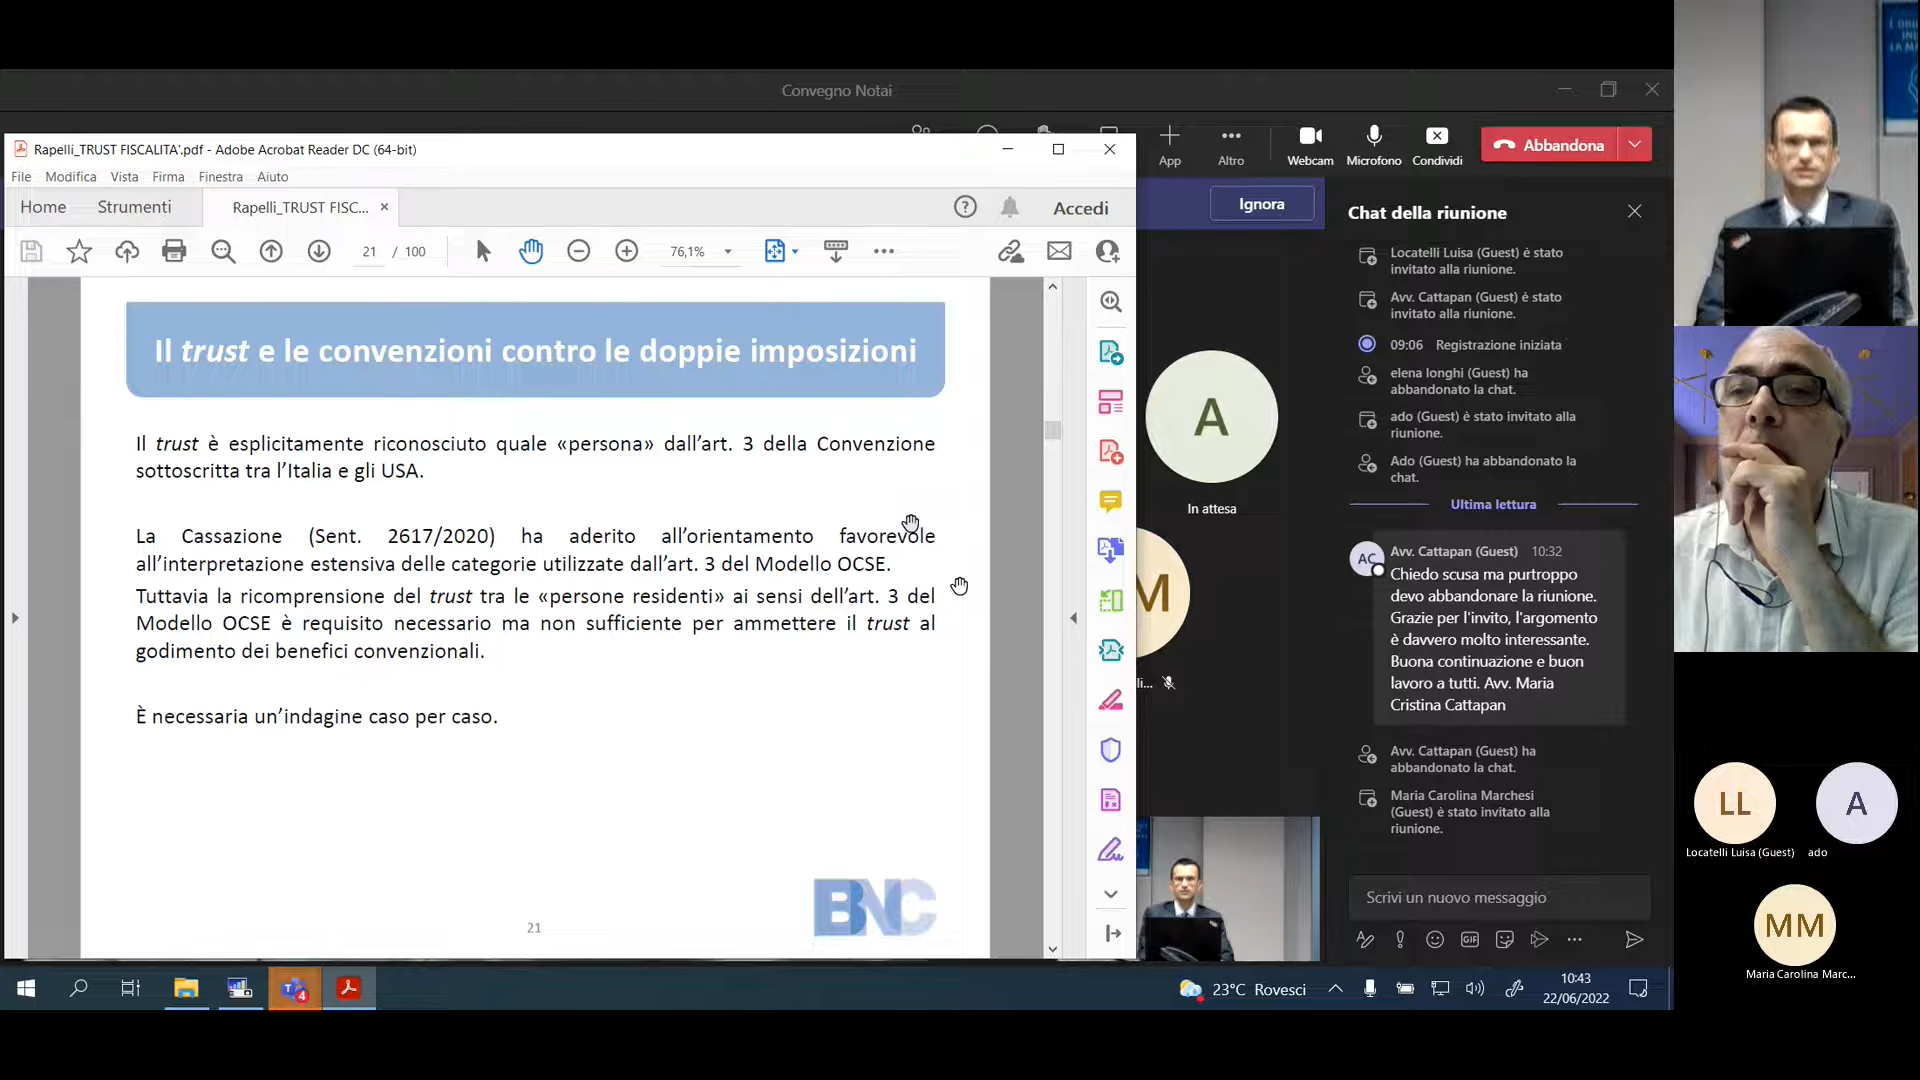 Convegno Notai
Rapelli_TRUST FISCALITA'.pdf - Adobe Acrobat Reader DC (64-bit)
File Modifica Vista Firma Finestra Aiuto
Home Strumenti Rapelli_TRUST FISC... × Accedi
21 / 100 76,1%
Il trust e le convenzioni contro le doppie imposizioni
Il trust è esplicitamente riconosciuto quale «persona» dall’art. 3 della Convenzione
sottoscritta tra l’Italia e gli USA.
La Cassazione (Sent. 2617/2020) ha aderito all’orientamento favorevole
all’interpretazione estensiva delle categorie utilizzate dall’art. 3 del Modello OCSE.
Tuttavia la ricomprensione del trust tra le «persone residenti» ai sensi dell’art. 3 del
Modello OCSE è requisito necessario ma non sufficiente per ammettere il trust al
godimento dei benefici convenzionali.
È necessaria un’indagine caso per caso.
21
BNC
App Altro Webcam Microfono Condividi Abbandona
Ignora
A
In attesa
M
li...
Chat della riunione
Locatelli Luisa (Guest) è stato
invitato alla riunione.
Avv. Cattapan (Guest) è stato
invitato alla riunione.
09:06 Registrazione iniziata
elena longhi (Guest) ha
abbandonato la chat.
ado (Guest) è stato invitato alla
riunione.
Ado (Guest) ha abbandonato la
chat.
Ultima lettura
AC
Avv. Cattapan (Guest) 10:32
Chiedo scusa ma purtroppo
devo abbandonare la riunione.
Grazie per l'invito, l'argomento
è davvero molto interessante.
Buona continuazione e buon
lavoro a tutti. Avv. Maria
Cristina Cattapan
Avv. Cattapan (Guest) ha
abbandonato la chat.
Maria Carolina Marchesi
(Guest) è stato invitato alla
riunione.
Scrivi un nuovo messaggio
GIF
LL
Locatelli Luisa (Guest)
A
ado
MM
Maria Carolina Marc...
4
23°C Rovesci
10:43
22/06/2022